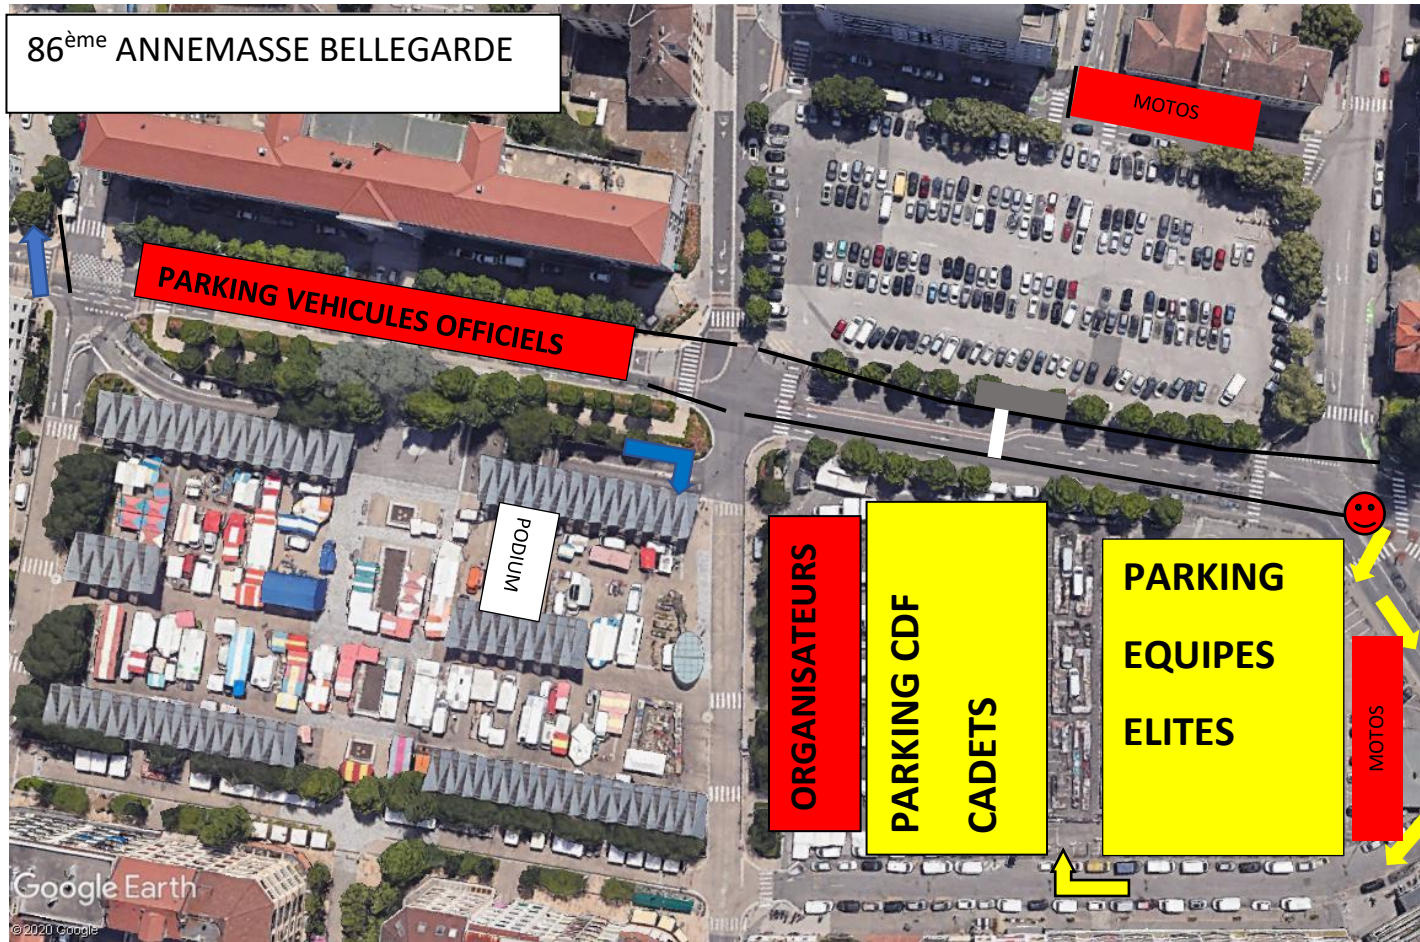 86ème ANNEMASSE BELLEGARDE
MOTOS
PARKING VEHICULES OFFICIELS
PODIUM
ORGANISATEURS
PARKING CDF
CADETS
PARKING
EQUIPES
ELITES
MOTOS
Google Earth
© 2020 Google